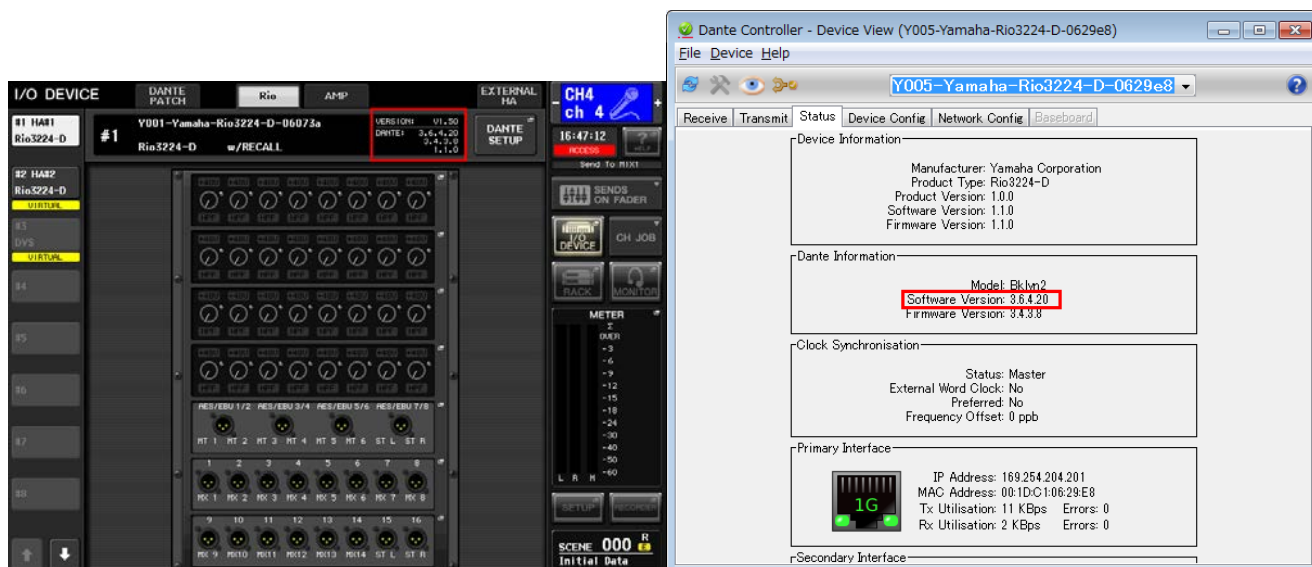 I/O DEVICE
DANTE PATCH
Rio
AMP
EXTERNAL HA
#1 HA#1
Rio3224-D
#1
Y001-Yamaha-Rio3224-D-06073a
Rio3224-D
w/RECALL
VERSION: V1.50
DANTE: 3.6.4.20
3.4.3.8
1.1.0
DANTE SETUP
#2 HA#2
Rio3224-D
VIRTUAL
#3
DVS
VIRTUAL
#4
#5
#6
#7
#8
AES/EBU 1/2 AES/EBU 3/4 AES/EBU 5/6 AES/EBU 7/8
MT 1 MT 2 MT 3 MT 4 MT 5 MT 6 ST L ST R
1 2 3 4 5 6 7 8
MX 1 MX 2 MX 3 MX 4 MX 5 MX 6 MX 7 MX 8
9 10 11 12 13 14 15 16
MX 9 MX10 MX11 MX12 MX13 MX14 ST L ST R
CH4
ch 4
- +
16:47:12
ACCESS
?
HELP
Send To MIX1
SENDS ON FADER
I/O DEVICE
CH JOB
RACK
MONITOR
METER
Σ
OVER
-3
-6
-9
-12
-15
-18
-24
-30
-40
-50
-60
L R M
SETUP
RECORDER
SCENE 000 R E
Initial Data
Dante Controller - Device View (Y005-Yamaha-Rio3224-D-0629e8)
File Device Help
Y005-Yamaha-Rio3224-D-0629e8
?
Receive Transmit Status Device Config Network Config Baseboard
Device Information
Manufacturer: Yamaha Corporation
Product Type: Rio3224-D
Product Version: 1.0.0
Software Version: 1.1.0
Firmware Version: 1.1.0
Dante Information
Model: Bklyn2
Software Version: 3.6.4.20
Firmware Version: 3.4.3.8
Clock Synchronisation
Status: Master
External Word Clock: No
Preferred: No
Frequency Offset: 0 ppb
Primary Interface
1G
IP Address: 169.254.204.201
MAC Address: 00:1D:C1:06:29:E8
Tx Utilisation: 11 KBps Errors: 0
Rx Utilisation: 2 KBps Errors: 0
Secondary Interface